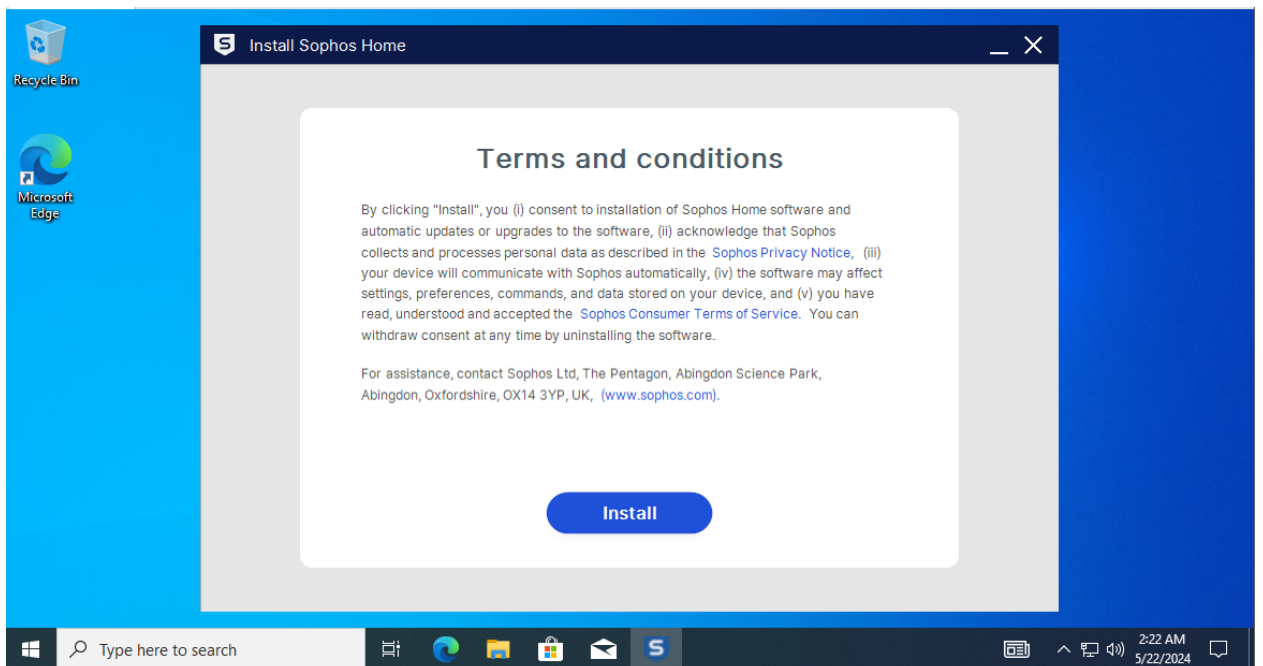 Recycle Bin
Microsoft
Edge
S Install Sophos Home
Terms and conditions
By clicking "Install", you (i) consent to installation of Sophos Home software and
automatic updates or upgrades to the software, (ii) acknowledge that Sophos
collects and processes personal data as described in the Sophos Privacy Notice, (iii)
your device will communicate with Sophos automatically, (iv) the software may affect
settings, preferences, commands, and data stored on your device, and (v) you have
read, understood and accepted the Sophos Consumer Terms of Service. You can
withdraw consent at any time by uninstalling the software.
For assistance, contact Sophos Ltd, The Pentagon, Abingdon Science Park,
Abingdon, Oxfordshire, OX14 3YP, UK, (www.sophos.com).
Install
Type here to search
S
2:22 AM
5/22/2024